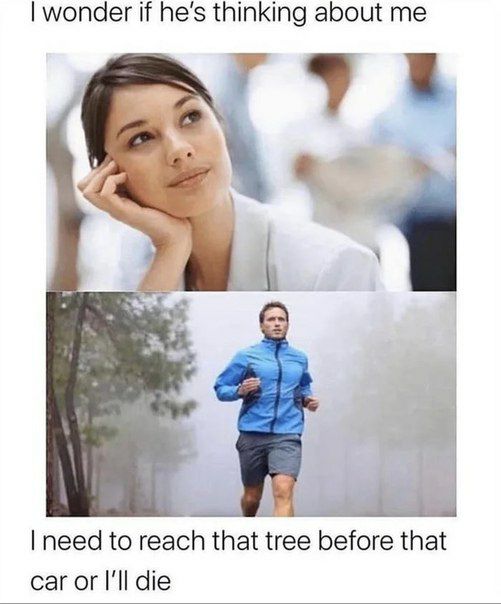 I wonder if he's thinking about me
I need to reach that tree before that
car or I'll die